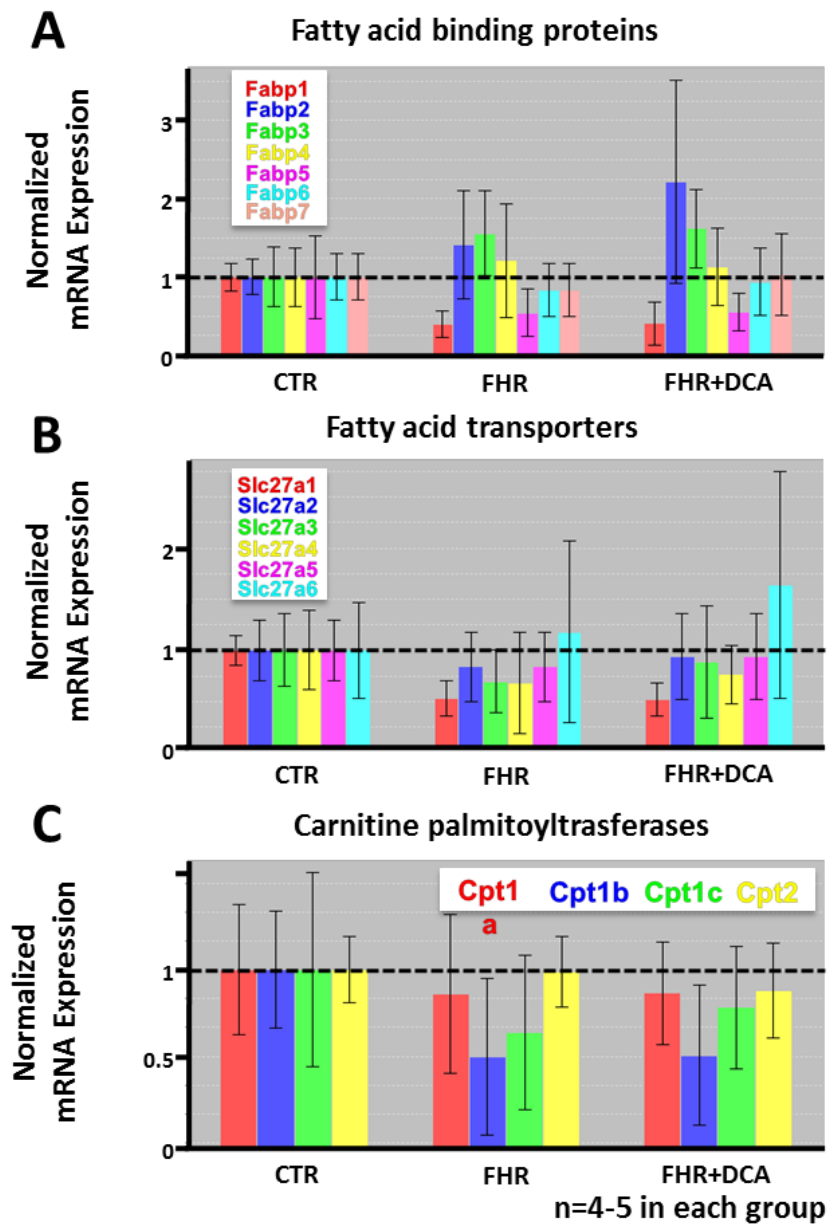 A
Fatty acid binding proteins
Normalized
mRNA Expression
3
2
1
0
Fabp1
Fabp2
Fabp3
Fabp4
Fabp5
Fabp6
Fabp7
CTR
FHR
FHR+DCA
B
Fatty acid transporters
Normalized
mRNA Expression
2
1
0
Slc27a1
Slc27a2
Slc27a3
Slc27a4
Slc27a5
Slc27a6
CTR
FHR
FHR+DCA
C
Carnitine palmitoyltrasferases
Normalized
mRNA Expression
1
0.5
0
Cpt1 Cpt1b Cpt1c Cpt2
a
CTR
FHR
FHR+DCA
n=4-5 in each group